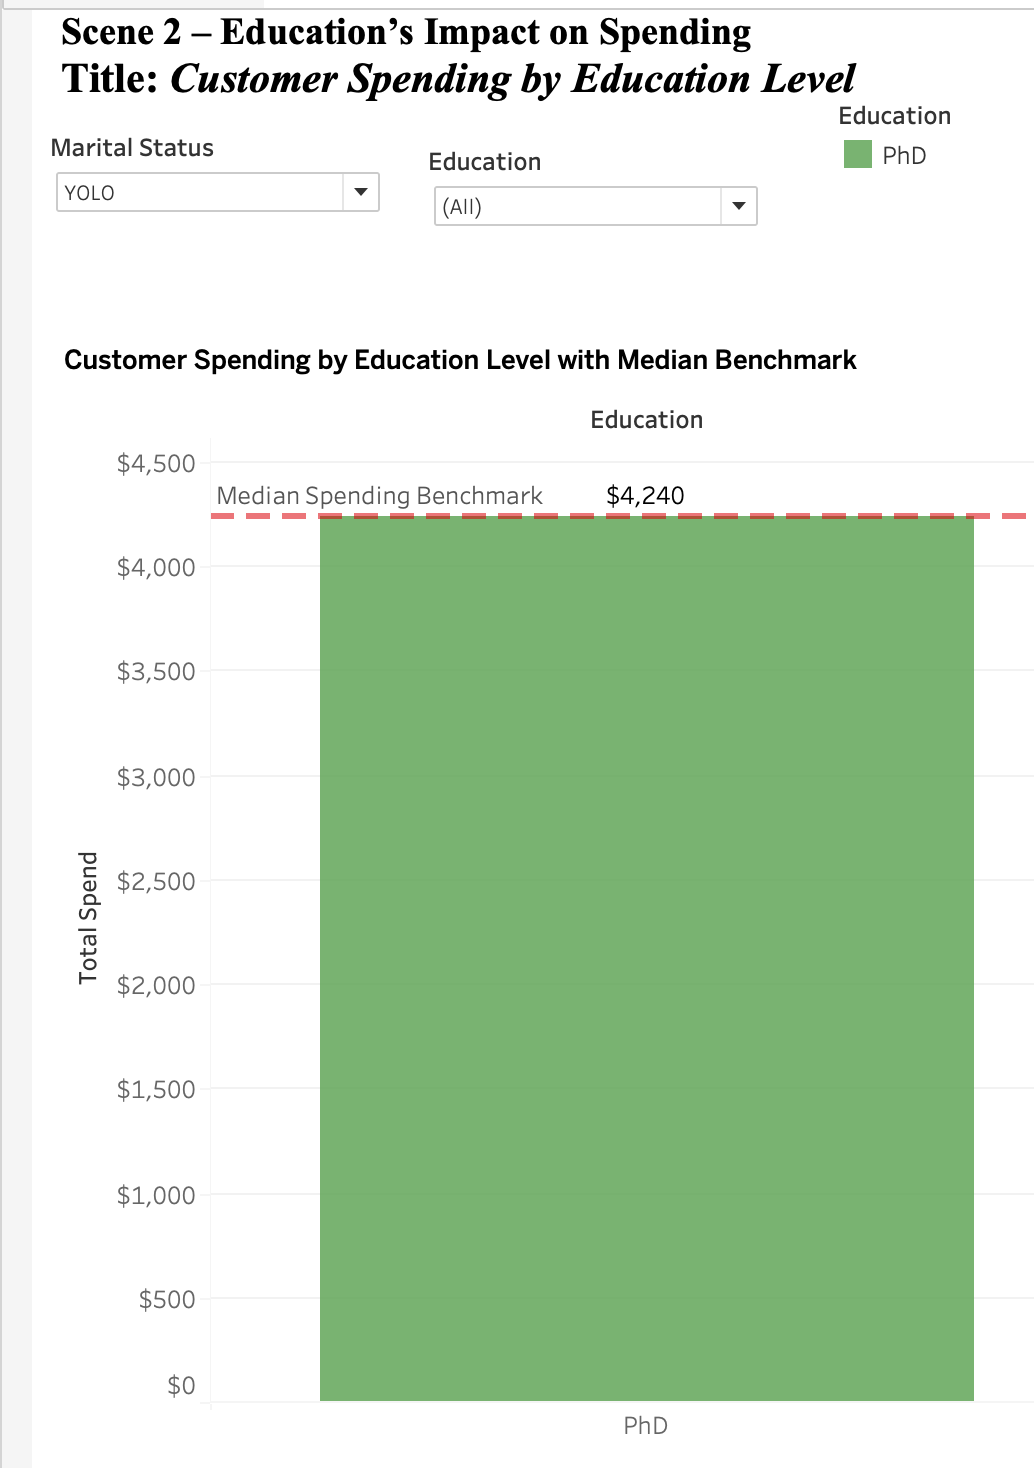 Scene 2 – Education’s Impact on Spending
Title: Customer Spending by Education Level
Education
PhD
Marital Status
YOLO
Education
(All)
Customer Spending by Education Level with Median Benchmark
Education
$4,500
Median Spending Benchmark
$4,240
$4,000
$3,500
$3,000
$2,500
$2,000
$1,500
$1,000
$500
$0
Total Spend
PhD